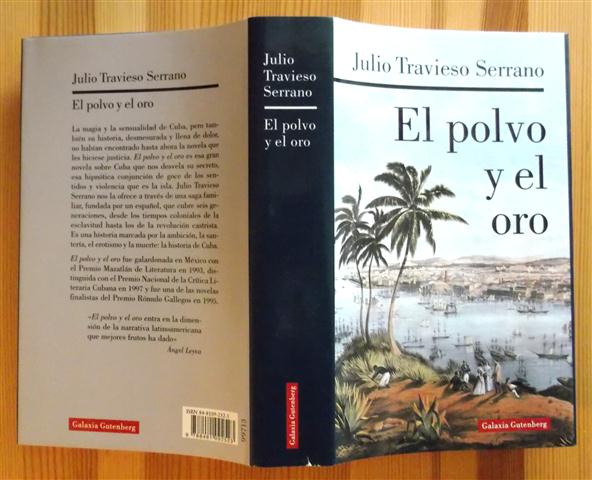 Julio Travieso Serrano
El polvo y el oro
La magia y la sensualidad de Cuba, pero tam-
bién su historia, desmesurada y llena de dolor,
no habían encontrado hasta ahora la novela que
les hiciese justicia. El polvo y el oro es esa gran
novela sobre Cuba que nos desvela su secreto,
esa hipnótica conjunción de goce de los sen-
tidos y violencia que es la isla. Julio Travieso
Serrano nos la ofrece a través de una saga fami-
liar, fundada por un español, que cubre seis ge-
neraciones, desde los tiempos coloniales de la
esclavitud hasta los de la revolución castrista.
Es una historia marcada por la ambición, la san-
tería, el erotismo y la muerte: la historia de Cuba.
El polvo y el oro fue galardonada en México con
el Premio Mazatlán de Literatura en 1993, dis-
tinguida con el Premio Nacional de la Crítica Li-
teraria Cubana en 1997 y fue una de las novelas
finalistas del Premio Rómulo Gallegos en 1995.
«El polvo y el oro entra en la dimen-
sión de la narrativa latinoamericana
que mejores frutos ha dado»
Ángel Leyva
Galaxia Gutenberg
99713
Julio
Travieso
Serrano
El polvo
y el oro
Galaxia Gutenberg
Julio Travieso Serrano
El polvo
y el
oro
Galaxia Gutenberg